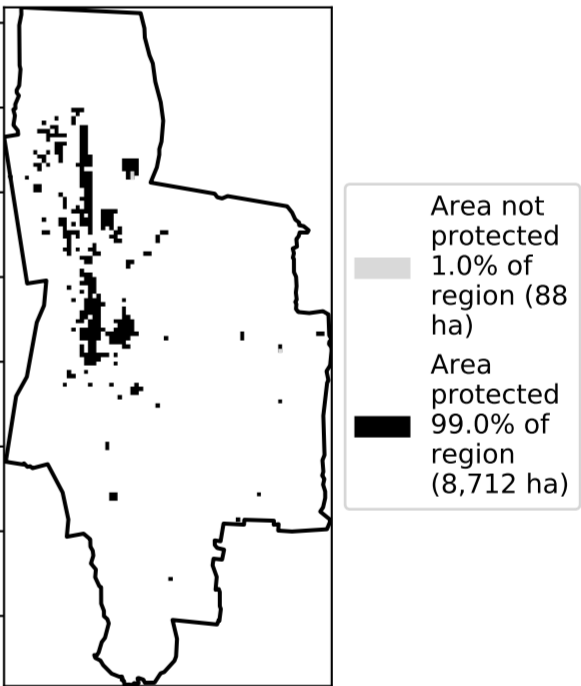 Area not
protected
1.0% of
region (88
ha)
Area
protected
99.0% of
region
(8,712 ha)